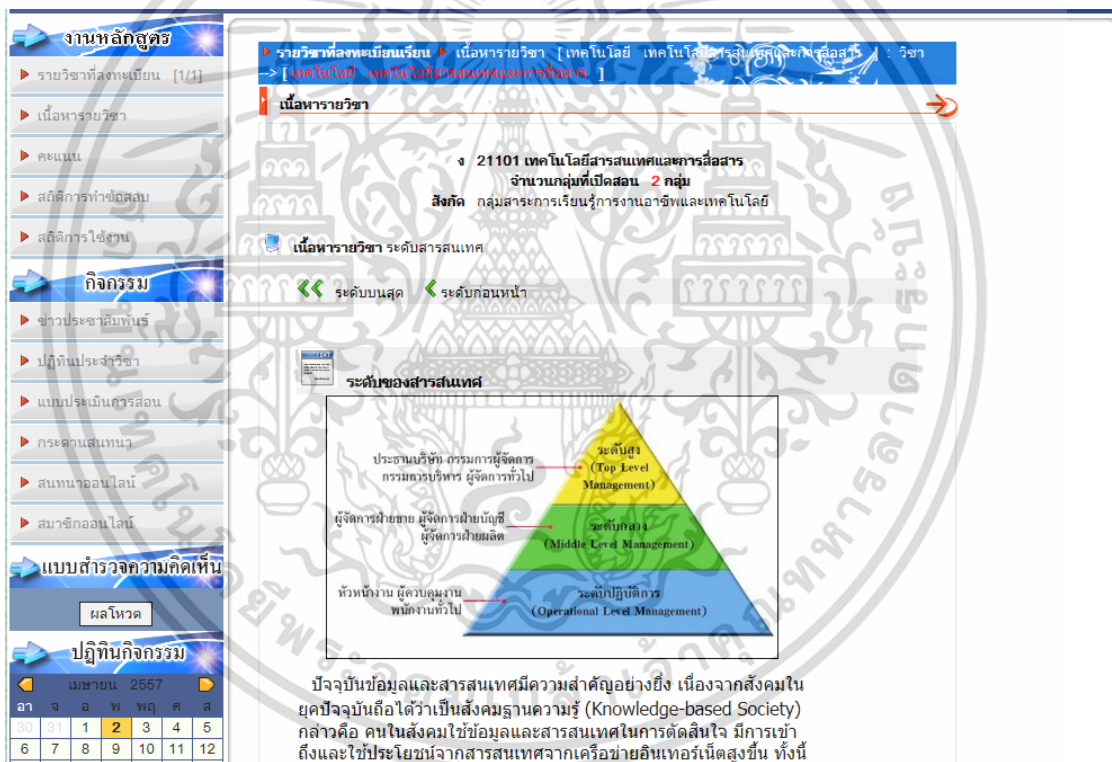 งานหลักสูตร
รายวิชาที่ลงทะเบียน [1/1]
เนื้อหารายวิชา
คะแนน
สถิติการทำข้อสอบ
สถิติการใช้งาน
กิจกรรม
ข่าวประชาสัมพันธ์
ปฏิทินประจำวิชา
แบบประเมินการสอน
กระดานสนทนา
สนทนาออนไลน์
สมาชิกออนไลน์
แบบสำรวจความคิดเห็น
ผลโหวต
ปฏิทินกิจกรรม
เมษายน 2557
อา จ อ พ พฤ ศ ส
30 31 1 2 3 4 5
6 7 8 9 10 11 12
รายวิชาที่ลงทะเบียนเรียน เนื้อหารายวิชา [เทคโนโลยี เทคโนโลยีสารสนเทศและการสื่อสาร ] : วิชา
--> [เทคโนโลยี เทคโนโลยีสารสนเทศและการสื่อสาร ]
เนื้อหารายวิชา
ง 21101 เทคโนโลยีสารสนเทศและการสื่อสาร
จำนวนกลุ่มที่เปิดสอน 2 กลุ่ม
สังกัด กลุ่มสาระการเรียนรู้การงานอาชีพและเทคโนโลยี
เนื้อหารายวิชา ระดับสารสนเทศ
ระดับบนสุด ระดับก่อนหน้า
TEXT
ระดับของสารสนเทศ
ประธานบริษัท กรรมการผู้จัดการ
กรรมการบริหาร ผู้จัดการทั่วไป
ระดับสูง
(Top Level
Management)
ผู้จัดการฝ่ายขาย ผู้จัดการฝ่ายบัญชี
ผู้จัดการฝ่ายผลิต
ระดับกลาง
(Middle Level Management)
หัวหน้างาน ผู้ควบคุมงาน
พนักงานทั่วไป
ระดับปฏิบัติการ
(Operational Level Management)
ปัจจุบันข้อมูลและสารสนเทศมีความสำคัญอย่างยิ่ง เนื่องจากสังคมใน
ยุคปัจจุบันถือได้ว่าเป็นสังคมฐานความรู้ (Knowledge-based Society)
กล่าวคือ คนในสังคมใช้ข้อมูลและสารสนเทศในการตัดสินใจ มีการเข้า
ถึงและใช้ประโยชน์จากสารสนเทศจากเครือข่ายอินเทอร์เน็ตสูงขึ้น ทั้งนี้